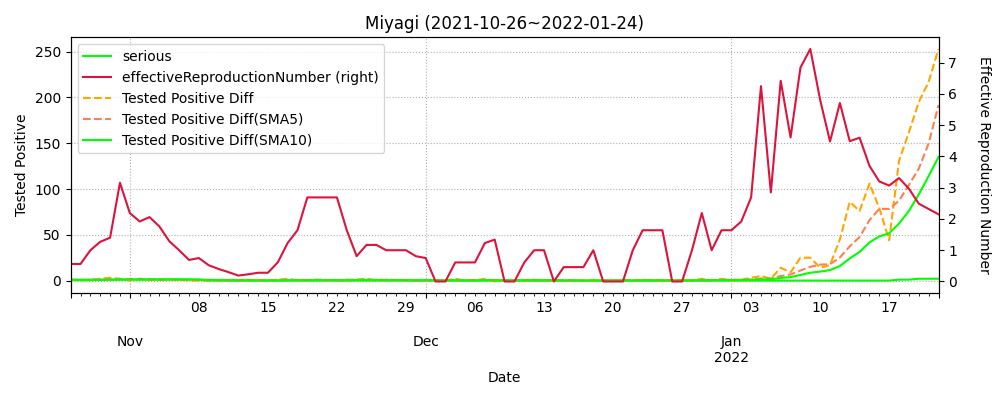 Miyagi (2021-10-26~2022-01-24)
serious
effectiveReproductionNumber (right)
Tested Positive Diff
Tested Positive Diff(SMA5)
Tested Positive Diff(SMA10)
Tested Positive
250
200
150
100
50
0
Effective Reproduction Number
7
6
5
4
3
2
1
0
08 15 22 29 06 13 20 27 03 10 17
Nov Dec Jan
2022
Date